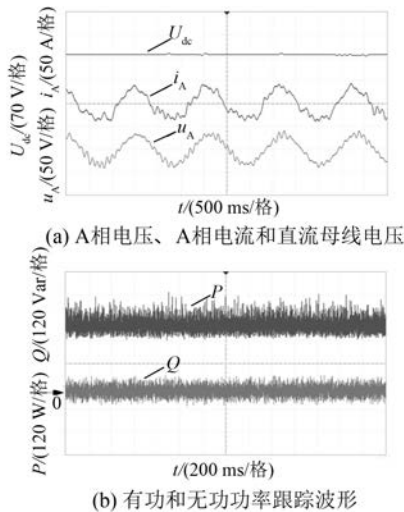 U_dc/(70 V/格) i_A/(50 A/格)
u_A/(50 V/格)
U_dc
i_A
u_A
t/(500 ms/格)
(a) A相电压、A相电流和直流母线电压
Q/(120 Var/格)
P/(120 W/格)
P
Q
0
t/(200 ms/格)
(b) 有功和无功功率跟踪波形